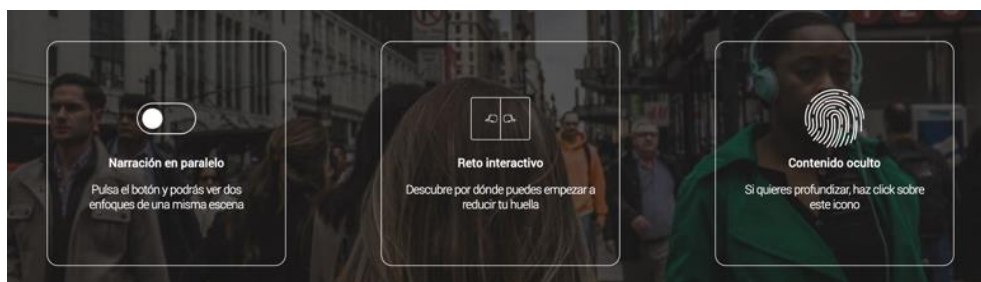 Narración en paralelo
Pulsa el botón y podrás ver dos
enfoques de una misma escena
Reto interactivo
Descubre por dónde puedes empezar a
reducir tu huella
Contenido oculto
Si quieres profundizar, haz click sobre
este icono